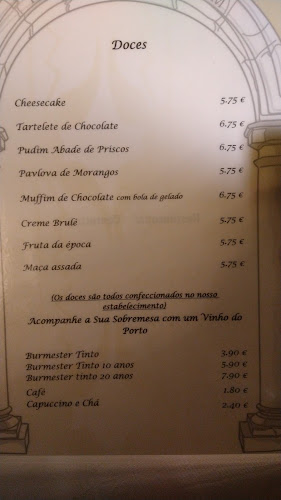 Doces
Cheesecake 5.75 €
Tartelete de Chocolate 6.75 €
Pudim Abade de Priscos 6.75 €
Pavlova de Morangos 5.75 €
Muffim de Chocolate com bola de gelado 6.75 €
Creme Brulê 5.75 €
Fruta da época 5.75 €
Maça assada 5.75 €
(Os doces são todos confeccionados no nosso
estabelecimento)
Acompanhe a Sua Sobremesa com um Vinho do
Porto
Burmester Tinto 3.90 €
Burmester Tinto 10 anos 5.90 €
Burmester tinto 20 anos 7.90 €
Café 1.80 €
Capuccino e Chá 2.40 €